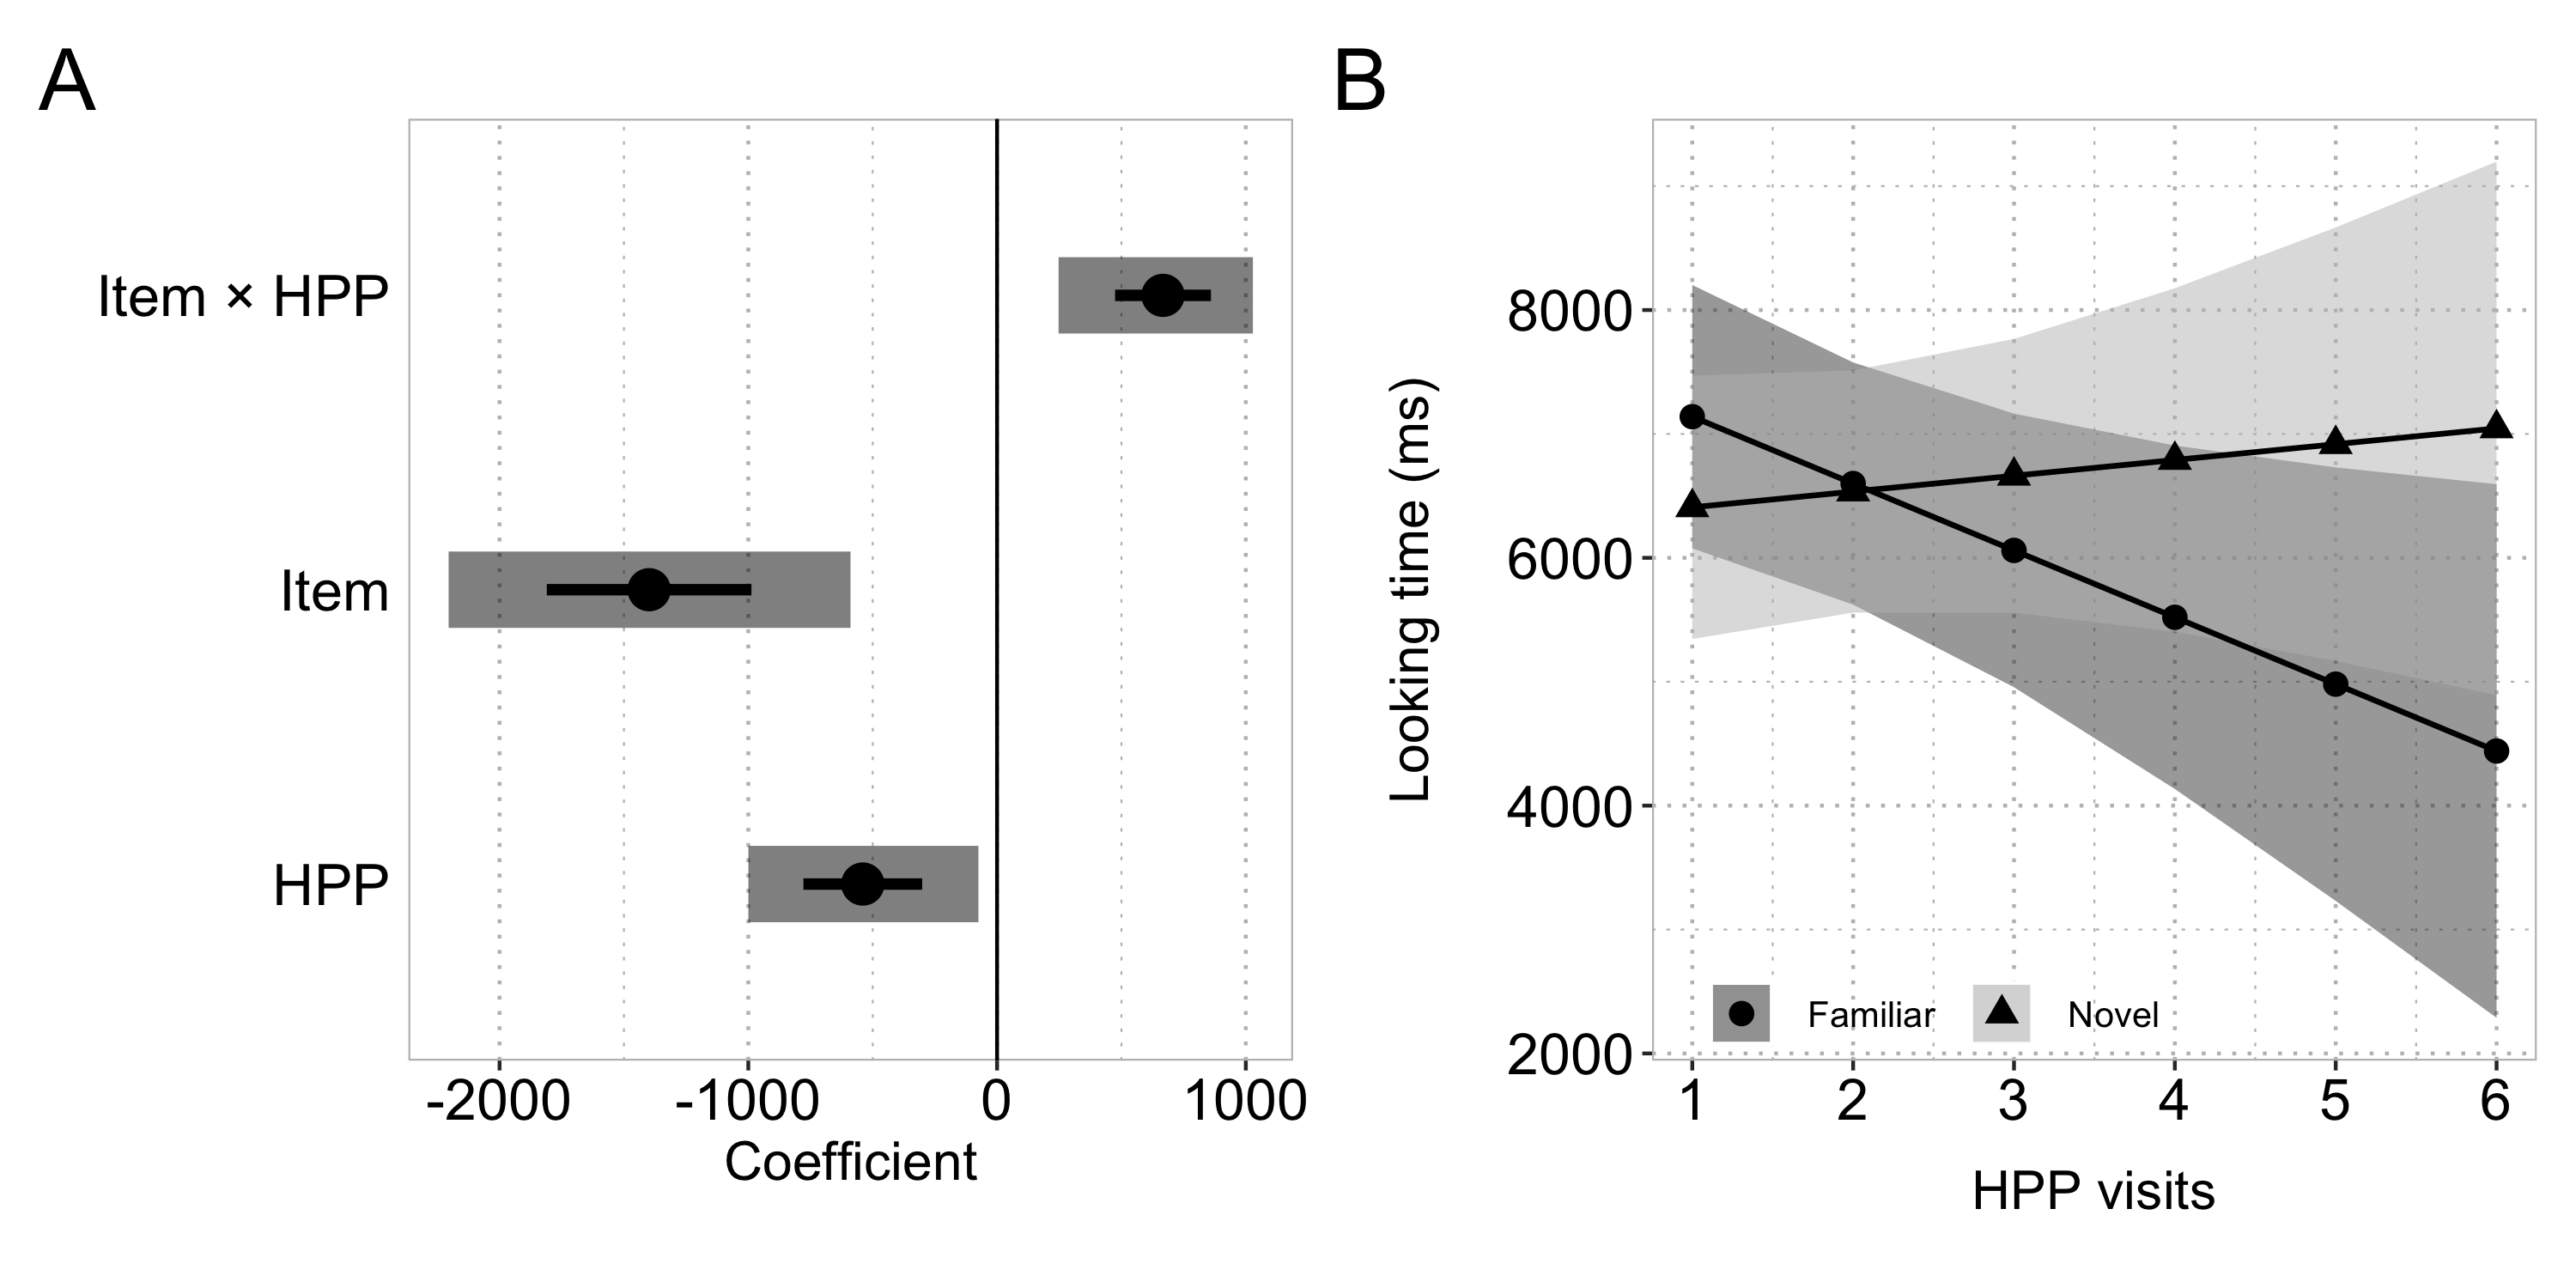 A
Item × HPP
Item
HPP
-2000 -1000 0 1000
Coefficient
B
Looking time (ms)
8000
6000
4000
2000
Familiar Novel
1 2 3 4 5 6
HPP visits